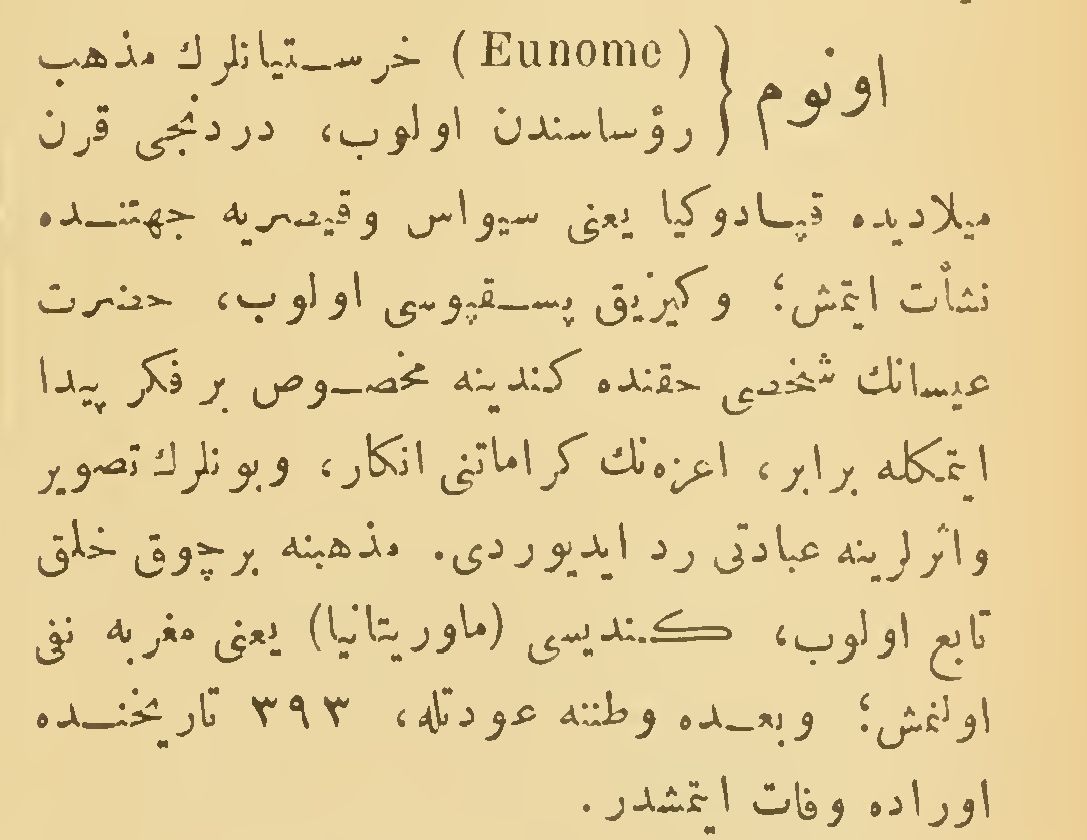 اونوم { (Eunome) خرستیانلرك مذهب
رؤساسندن اولوب، دردنجی قرن
میلادیده قپادوکیا یعنی سیواس وقیصریه جهتنده
نشأت ایتمش؛ وکیزیق پسقپوسی اولوب، حضرت
عیسانك شخصی حقنده کندینه مخصوص بر فکر پیدا
ایتمکله برابر، اعزه‌نك کراماتنی انکار، وبونلرك تصویر
واثرلرینه عبادتی رد ایدیوردی. مذهبنه برچوق خلق
تابع اولوب، کندیسی (ماوریتانیا) یعنی مغربه نفی
اولنمش؛ وبعده وطننه عودتله، ٣٩٣ تاریخنده
اوراده وفات ایتمشدر.